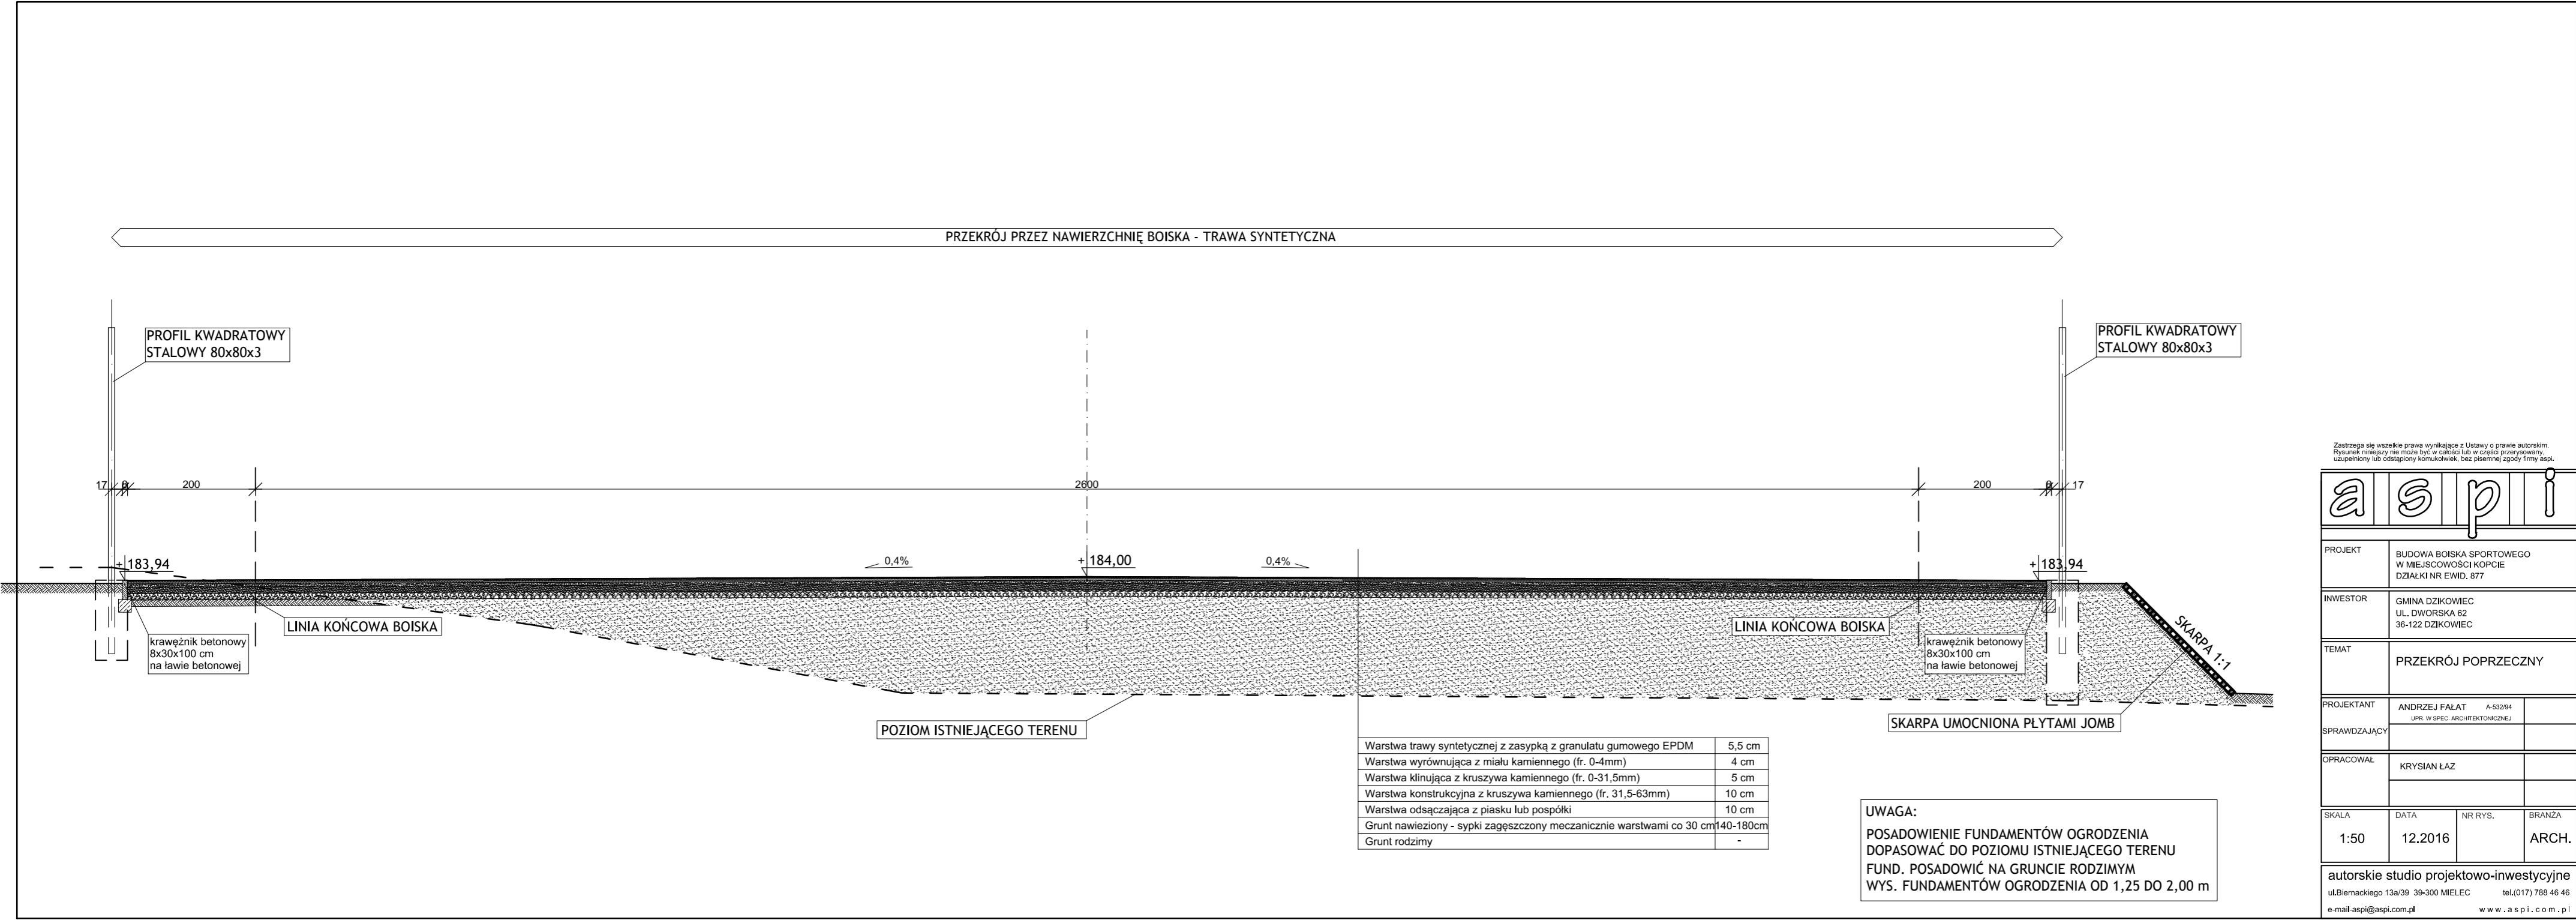 PRZEKRÓJ PRZEZ NAWIERZCHNIĘ BOISKA - TRAWA SYNTETYCZNA
PROFIL KWADRATOWY
STALOWY 80x80x3
PROFIL KWADRATOWY
STALOWY 80x80x3
17 8 200 2600 200 8 17
+183,94
0,4%
+184,00
0,4%
+183,94
LINIA KOŃCOWA BOISKA
LINIA KOŃCOWA BOISKA
krawężnik betonowy
8x30x100 cm
na ławie betonowej
krawężnik betonowy
8x30x100 cm
na ławie betonowej
SKARPA 1:1
POZIOM ISTNIEJĄCEGO TERENU
SKARPA UMOCNIONA PŁYTAMI JOMB
Warstwa trawy syntetycznej z zasypką z granulatu gumowego EPDM 5,5 cm
Warstwa wyrównująca z miału kamiennego (fr. 0-4mm) 4 cm
Warstwa klinująca z kruszywa kamiennego (fr. 0-31,5mm) 5 cm
Warstwa konstrukcyjna z kruszywa kamiennego (fr. 31,5-63mm) 10 cm
Warstwa odsączająca z piasku lub pospółki 10 cm
Grunt nawieziony - sypki zagęszczony meczanicznie warstwami co 30 cm 140-180cm
Grunt rodzimy -
UWAGA:
POSADOWIENIE FUNDAMENTÓW OGRODZENIA
DOPASOWAĆ DO POZIOMU ISTNIEJĄCEGO TERENU
FUND. POSADOWIĆ NA GRUNCIE RODZIMYM
WYS. FUNDAMENTÓW OGRODZENIA OD 1,25 DO 2,00 m
Zastrzega się wszelkie prawa wynikające z Ustawy o prawie autorskim.
Rysunek niniejszy nie może być w całości lub w części przerysowany,
uzupełniony lub odstąpiony komukolwiek, bez pisemnej zgody firmy aspi.
aspi
PROJEKT
BUDOWA BOISKA SPORTOWEGO
W MIEJSCOWOŚCI KOPCIE
DZIAŁKI NR EWID. 877
INWESTOR
GMINA DZIKOWIEC
UL. DWORSKA 62
36-122 DZIKOWIEC
TEMAT
PRZEKRÓJ POPRZECZNY
PROJEKTANT
ANDRZEJ FAŁAT A-532/94
UPR. W SPEC. ARCHITEKTONICZNEJ
SPRAWDZAJĄCY
OPRACOWAŁ
KRYSIAN ŁAZ
SKALA DATA NR RYS. BRANŻA
1:50 12.2016 ARCH.
autorskie studio projektowo-inwestycyjne
ul.Biernackiego 13a/39 39-300 MIELEC tel.(017) 788 46 46
e-mail-aspi@aspi.com.pl www.aspi.com.pl